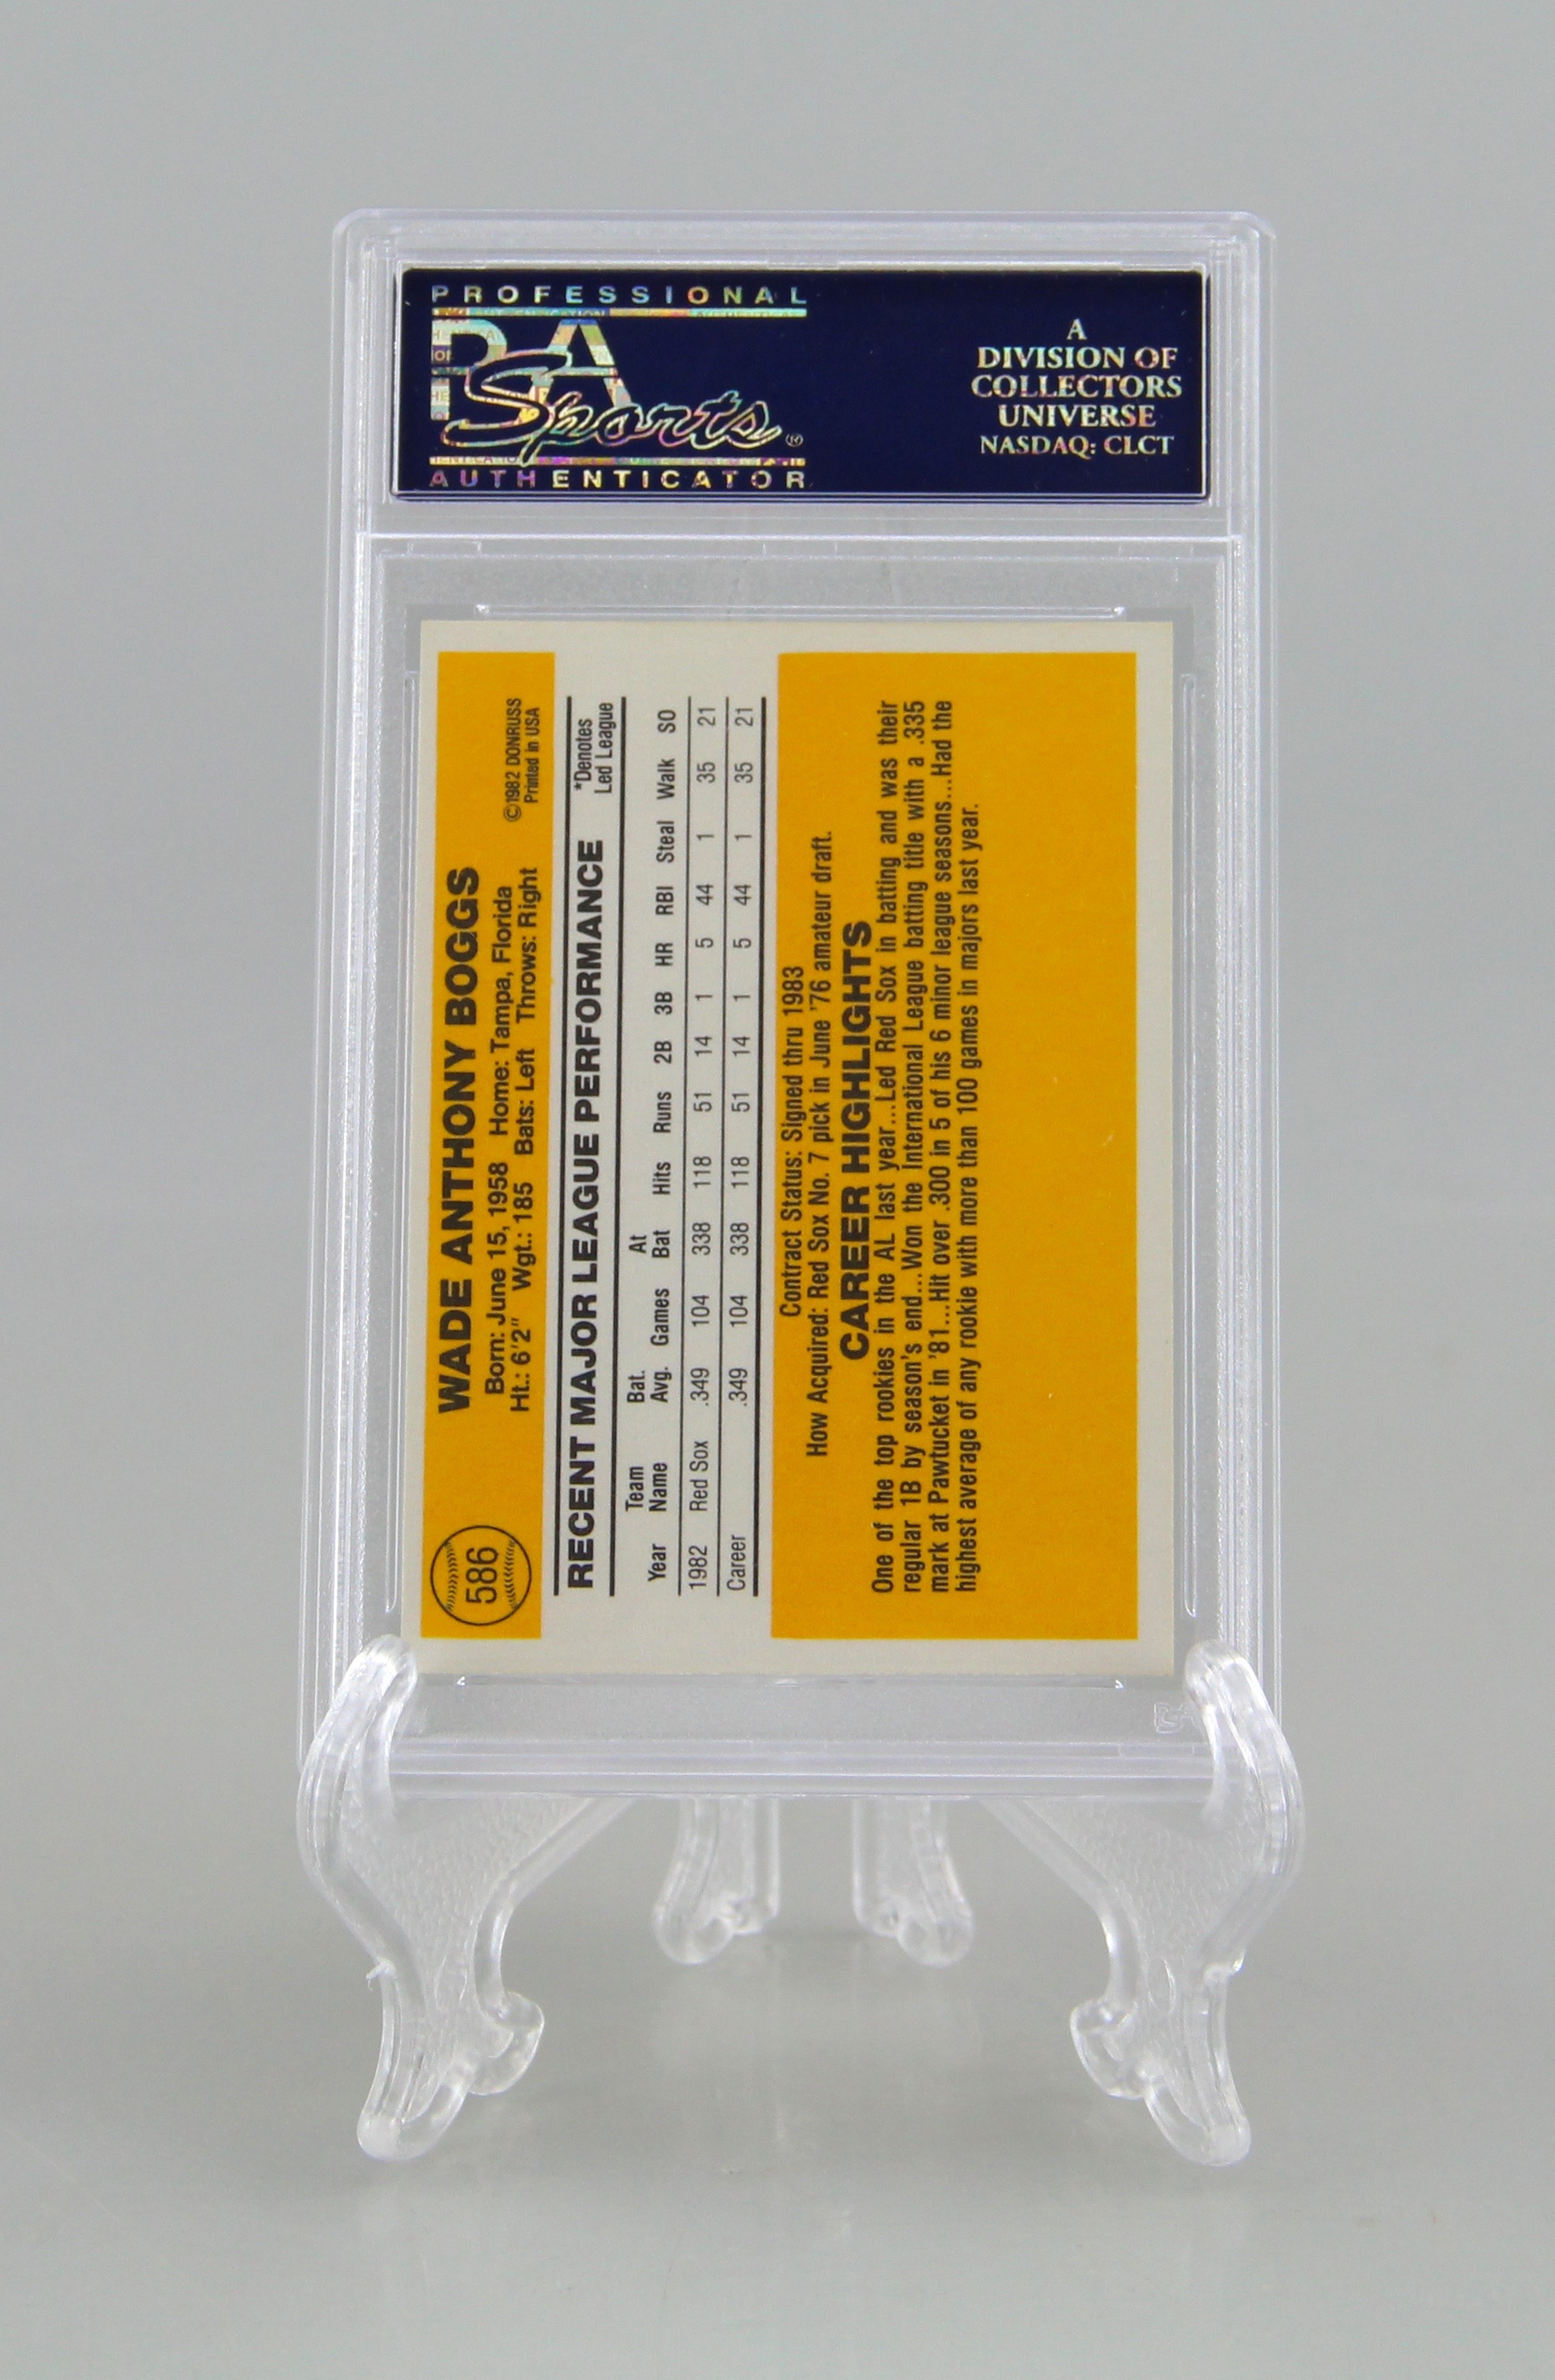 PROFESSIONAL
PSA
Sports®
AUTHENTICATOR
A
DIVISION OF
COLLECTORS
UNIVERSE
NASDAQ: CLCT
586
WADE ANTHONY BOGGS
Born: June 15, 1958 Home: Tampa, Florida
Ht.: 6'2" Wgt.: 185 Bats: Left Throws: Right
©1982 DONRUSS
Printed in USA
RECENT MAJOR LEAGUE PERFORMANCE
*Denotes
Led League
Year Team Name Bat. Avg. Games At Bat Hits Runs 2B 3B HR RBI Steal Walk SO
1982 Red Sox .349 104 338 118 51 14 1 5 44 1 35 21
Career .349 104 338 118 51 14 1 5 44 1 35 21
Contract Status: Signed thru 1983
How Acquired: Red Sox No. 7 pick in June '76 amateur draft.
CAREER HIGHLIGHTS
One of the top rookies in the AL last year...Led Red Sox in batting and was their
regular 1B by season's end...Won the International League batting title with a .335
mark at Pawtucket in '81...Hit over .300 in 5 of his 6 minor league seasons...Had the
highest average of any rookie with more than 100 games in majors last year.
PSA